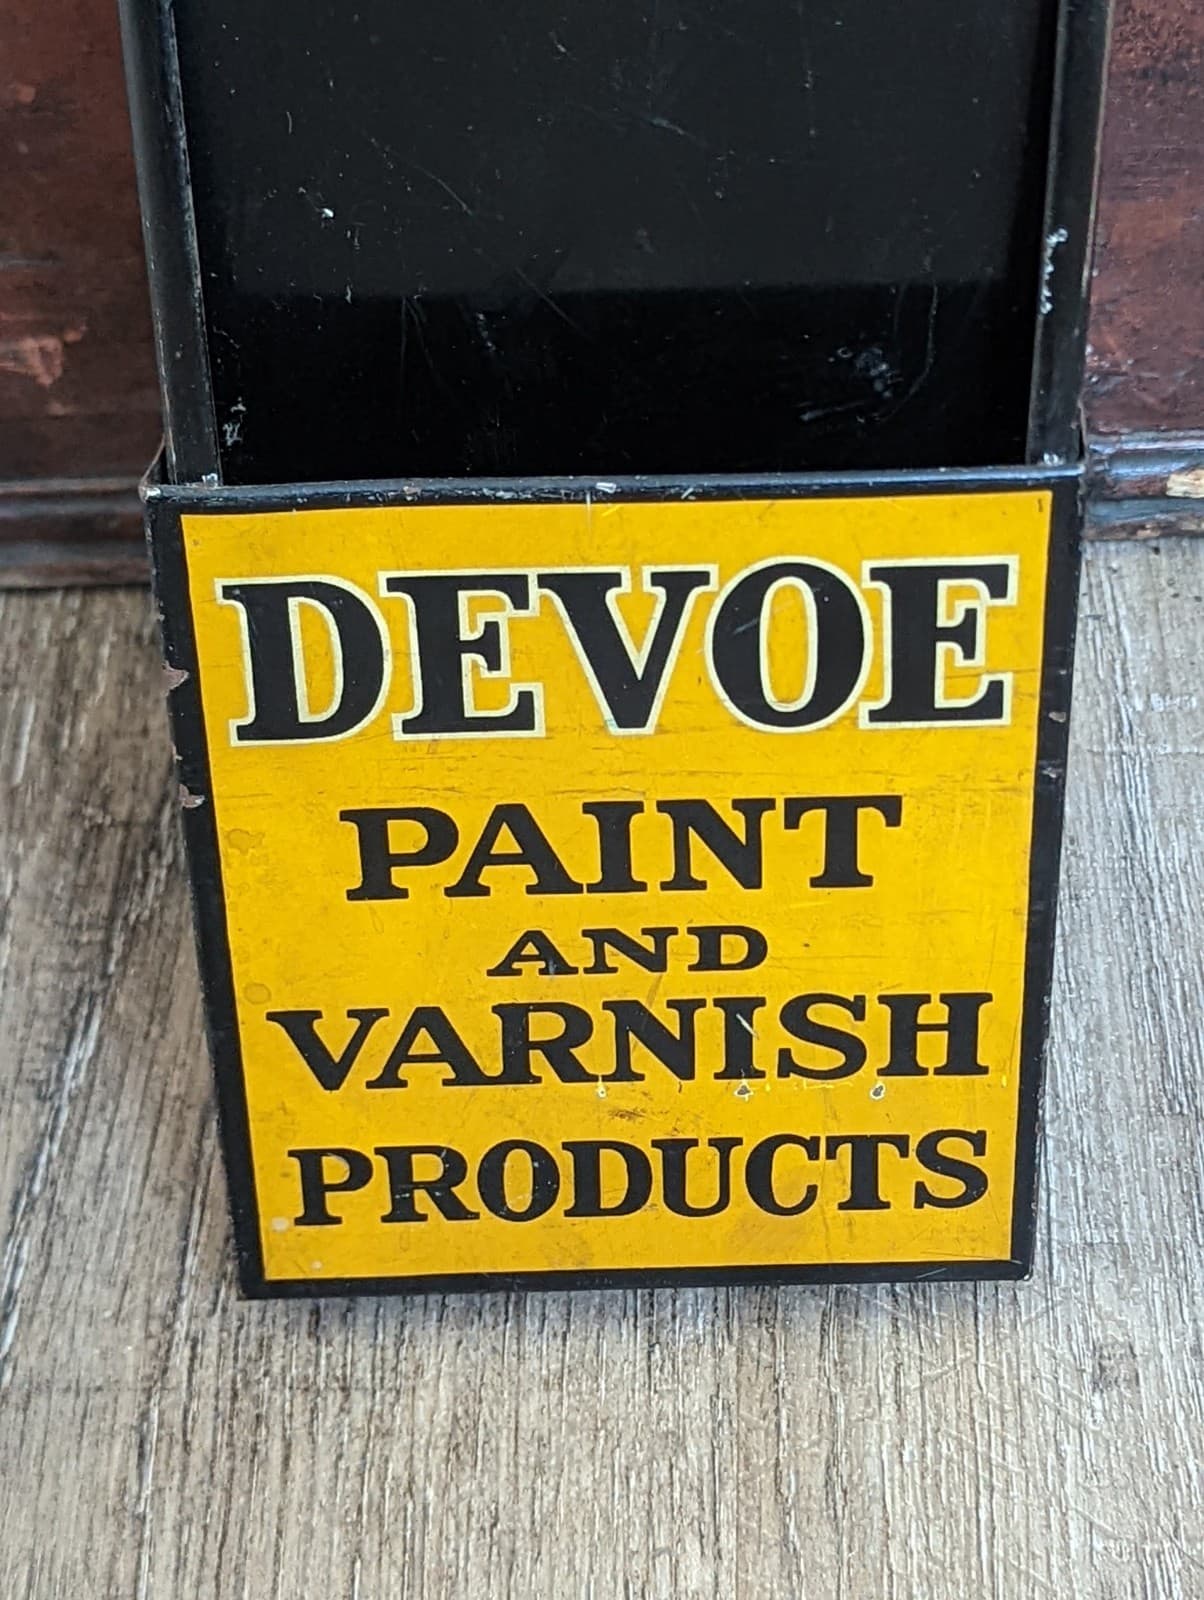 DEVOE
PAINT
AND
VARNISH
PRODUCTS